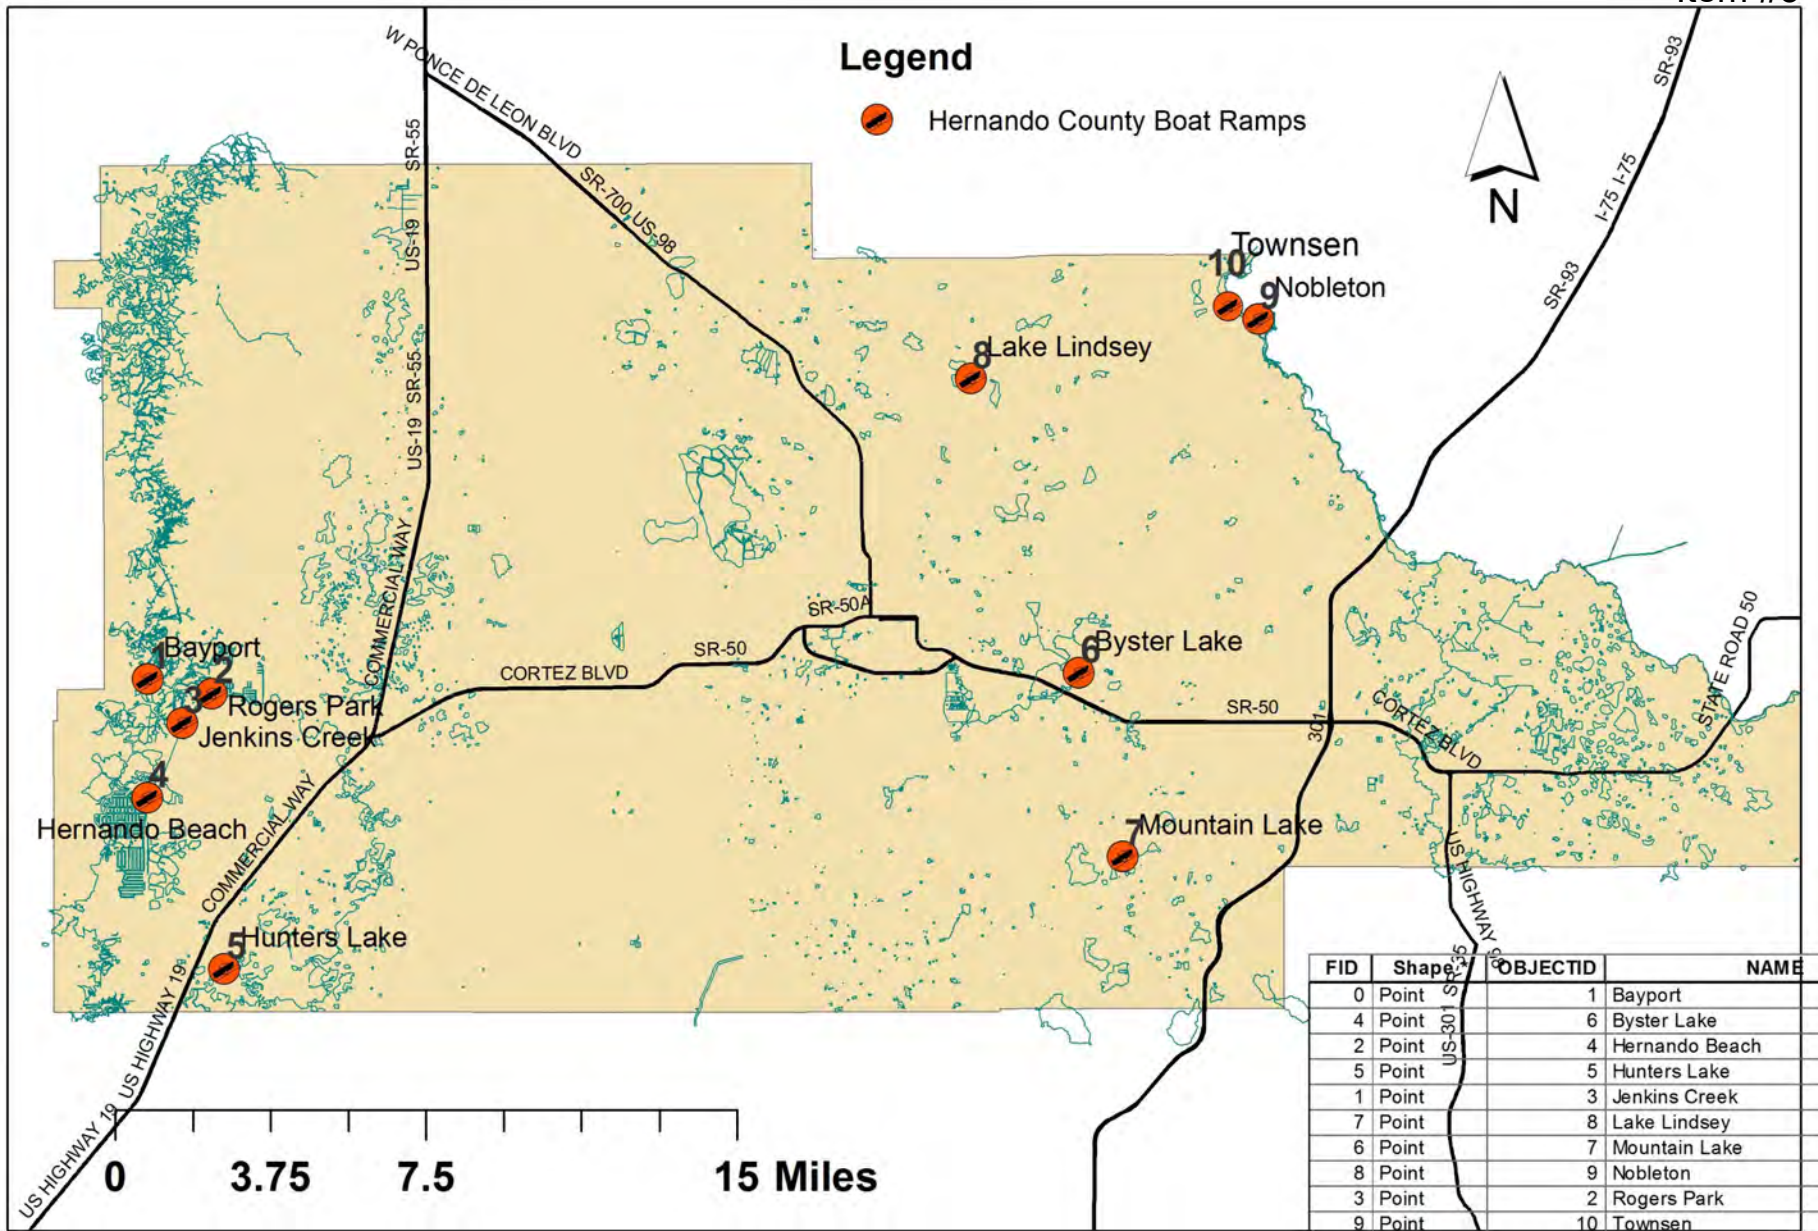 Legend
Hernando County Boat Ramps
N
W PONCE DE LEON BLVD
SR-700 US-98
SR-55
US-19
SR-55
US-19
COMMERCIAL WAY
SR-93
I-75 I-75
SR-93
10 Townsen
9 Nobleton
8 Lake Lindsey
SR-50A
SR-50
CORTEZ BLVD
1 Bayport
2
Rogers Park
3
Jenkins Creek
4
Hernando Beach
6 Byster Lake
SR-50
301
CORTEZ BLVD
STATE ROAD 50
7 Mountain Lake
COMMERCIAL WAY
5 Hunters Lake
US HIGHWAY 19
US HIGHWAY 19
US HIGHWAY 98
US-301 SR-35
0 3.75 7.5 15 Miles
FID Shape OBJECTID NAME
0 Point 1 Bayport
4 Point 6 Byster Lake
2 Point 4 Hernando Beach
5 Point 5 Hunters Lake
1 Point 3 Jenkins Creek
7 Point 8 Lake Lindsey
6 Point 7 Mountain Lake
8 Point 9 Nobleton
3 Point 2 Rogers Park
9 Point 10 Townsen